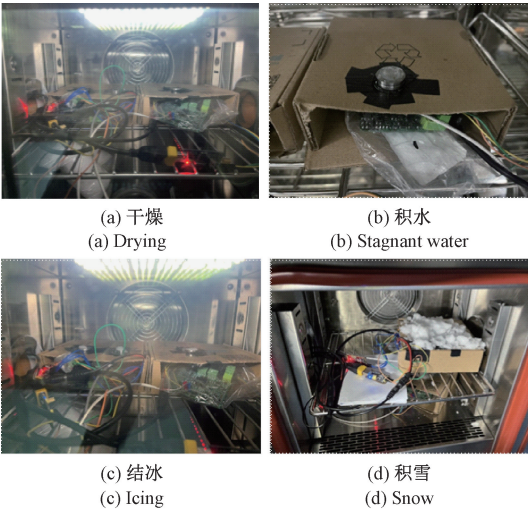 (a) 干燥
(a) Drying
(b) 积水
(b) Stagnant water
(c) 结冰
(c) Icing
(d) 积雪
(d) Snow